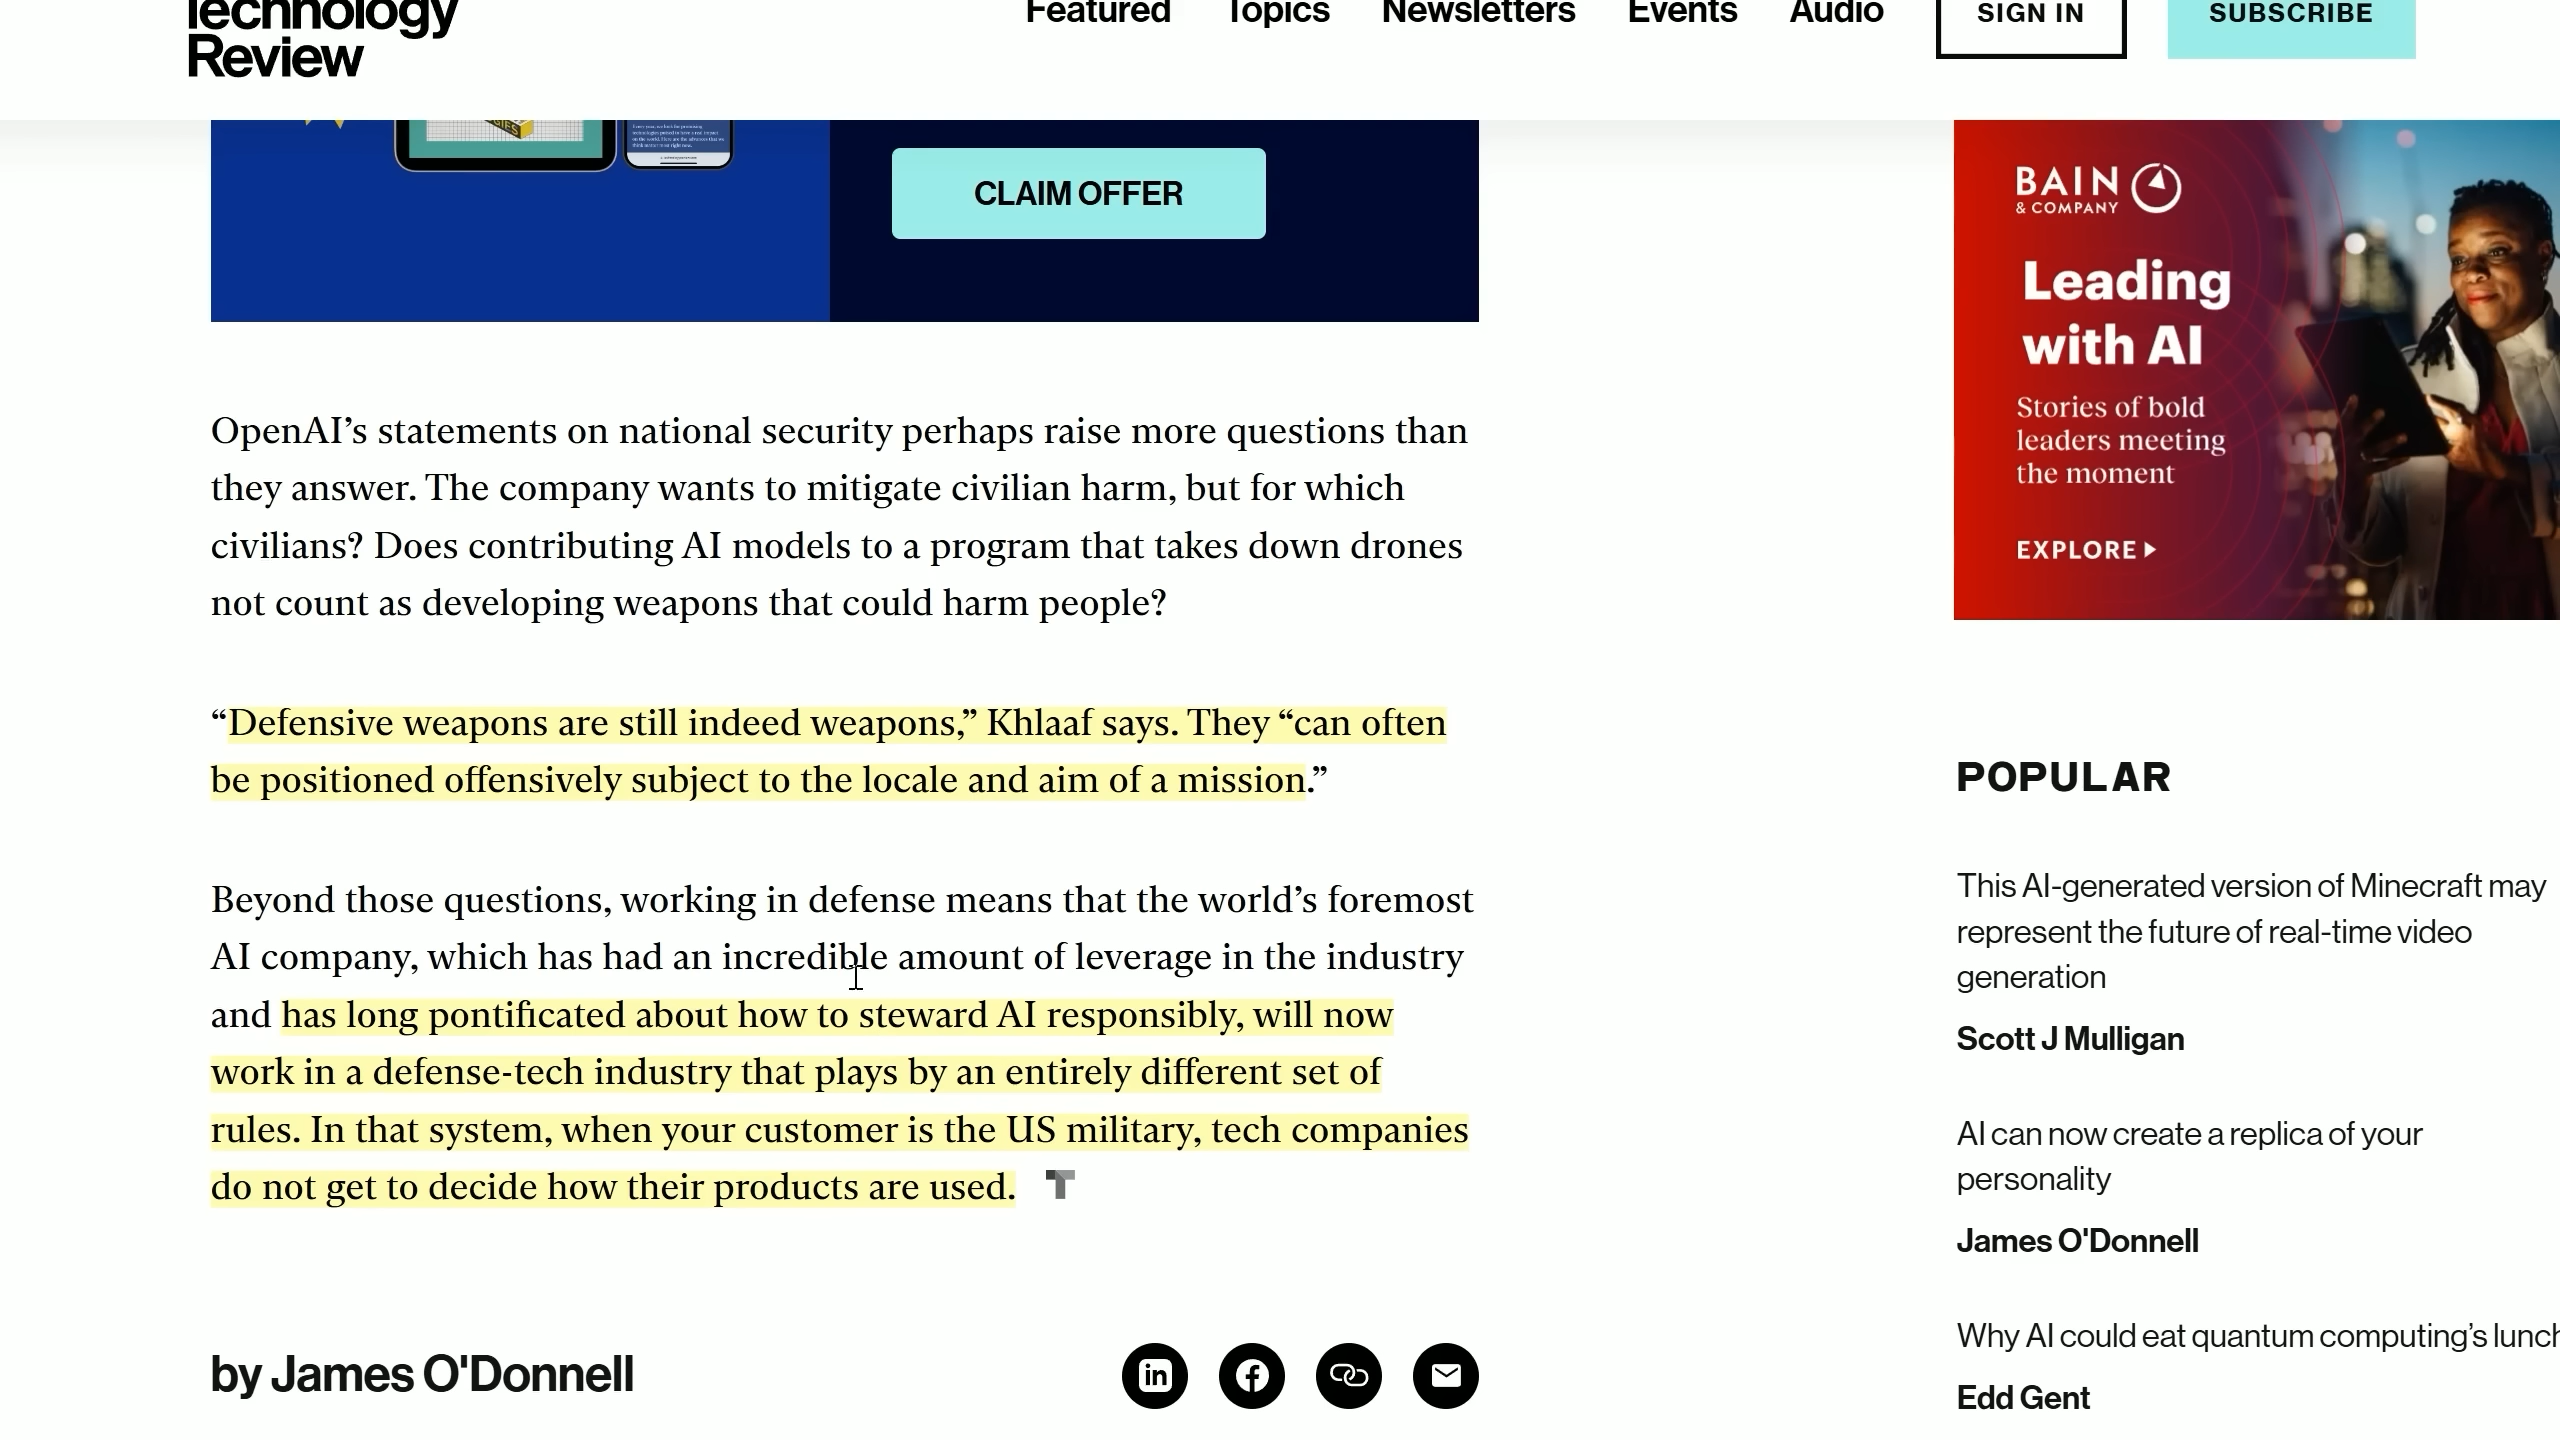 Technology
Review
Featured
Topics
Newsletters
Events
Audio
SIGN IN
SUBSCRIBE
CLAIM OFFER
BAIN
& COMPANY
Leading
with AI
Stories of bold
leaders meeting
the moment
EXPLORE
OpenAI’s statements on national security perhaps raise more questions than
they answer. The company wants to mitigate civilian harm, but for which
civilians? Does contributing AI models to a program that takes down drones
not count as developing weapons that could harm people?
“Defensive weapons are still indeed weapons,” Khlaaf says. They “can often
be positioned offensively subject to the locale and aim of a mission.”
Beyond those questions, working in defense means that the world’s foremost
AI company, which has had an incredible amount of leverage in the industry
and has long pontificated about how to steward AI responsibly, will now
work in a defense-tech industry that plays by an entirely different set of
rules. In that system, when your customer is the US military, tech companies
do not get to decide how their products are used.
by James O'Donnell
POPULAR
This AI-generated version of Minecraft may
represent the future of real-time video
generation
Scott J Mulligan
AI can now create a replica of your
personality
James O'Donnell
Why AI could eat quantum computing’s lunch
Edd Gent